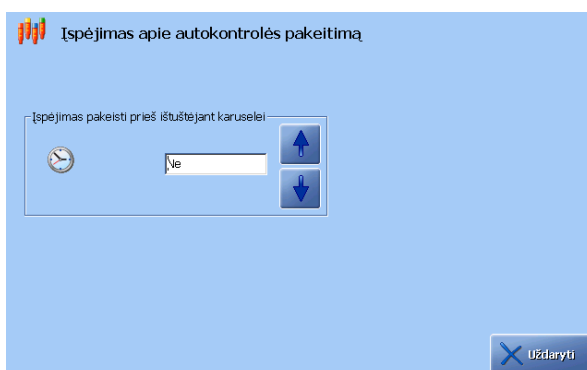 Įspėjimas apie autokontrolės pakeitimą
Įspėjimas pakeisti prieš ištuštėjant karuselei
Ne
Uždaryti